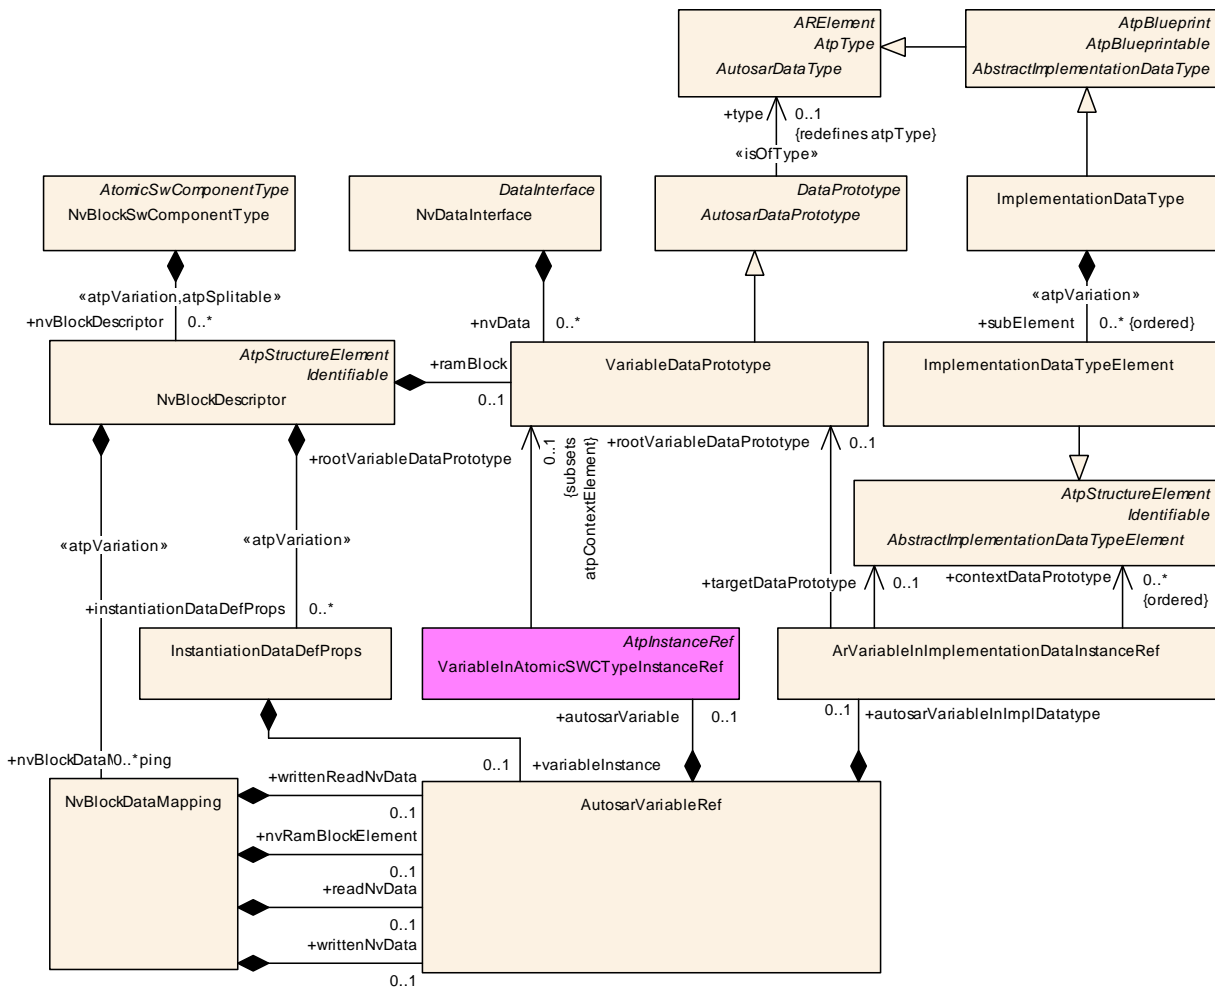 ARElement
AtpType
AutosarDataType
AtpBlueprint
AtpBlueprintable
AbstractImplementationDataType
+type
0..1
{redefines atpType}
«isOfType»
AtomicSwComponentType
NvBlockSwComponentType
DataInterface
NvDataInterface
DataPrototype
AutosarDataPrototype
ImplementationDataType
«atpVariation,atpSplitable»
+nvBlockDescriptor
0..*
+nvData
0..*
«atpVariation»
+subElement
0..* {ordered}
AtpStructureElement
Identifiable
NvBlockDescriptor
+ramBlock
0..1
VariableDataPrototype
ImplementationDataTypeElement
+rootVariableDataPrototype
0..1
{subsets
atpContextElement}
+rootVariableDataPrototype
0..1
AtpStructureElement
Identifiable
AbstractImplementationDataTypeElement
«atpVariation»
«atpVariation»
+targetDataPrototype
0..1
+contextDataPrototype
0..*
{ordered}
+instantiationDataDefProps
0..*
InstantiationDataDefProps
AtpInstanceRef
VariableInAtomicSWCTypeInstanceRef
ArVariableInImplementationDataInstanceRef
+autosarVariable
0..1
0..1
+autosarVariableInImplDatatype
+nvBlockDataM0..*ping
0..1
+variableInstance
NvBlockDataMapping
+writtenReadNvData
0..1
AutosarVariableRef
+nvRamBlockElement
0..1
+readNvData
0..1
+writtenNvData
0..1